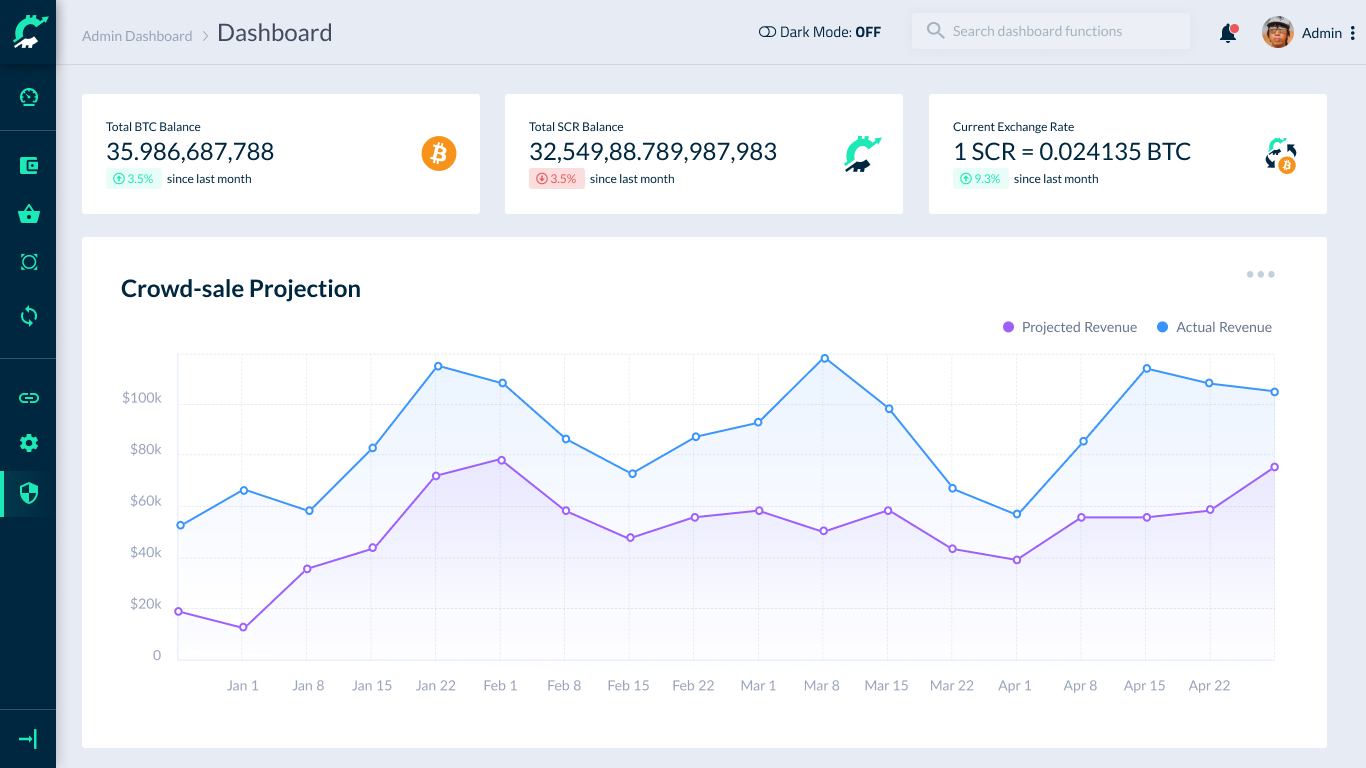 Admin Dashboard > Dashboard
Dark Mode: OFF
Search dashboard functions
Admin
Total BTC Balance
35.986,687,788
3.5% since last month
Total SCR Balance
32,549,88.789,987,983
3.5% since last month
Current Exchange Rate
1 SCR = 0.024135 BTC
9,3% since last month
Crowd-sale Projection
Projected Revenue Actual Revenue
$100k
$80k
$60k
$40k
$20k
0
Jan 1 Jan 8 Jan 15 Jan 22 Feb 1 Feb 8 Feb 15 Feb 22 Mar 1 Mar 8 Mar 15 Mar 22 Apr 1 Apr 8 Apr 15 Apr 22